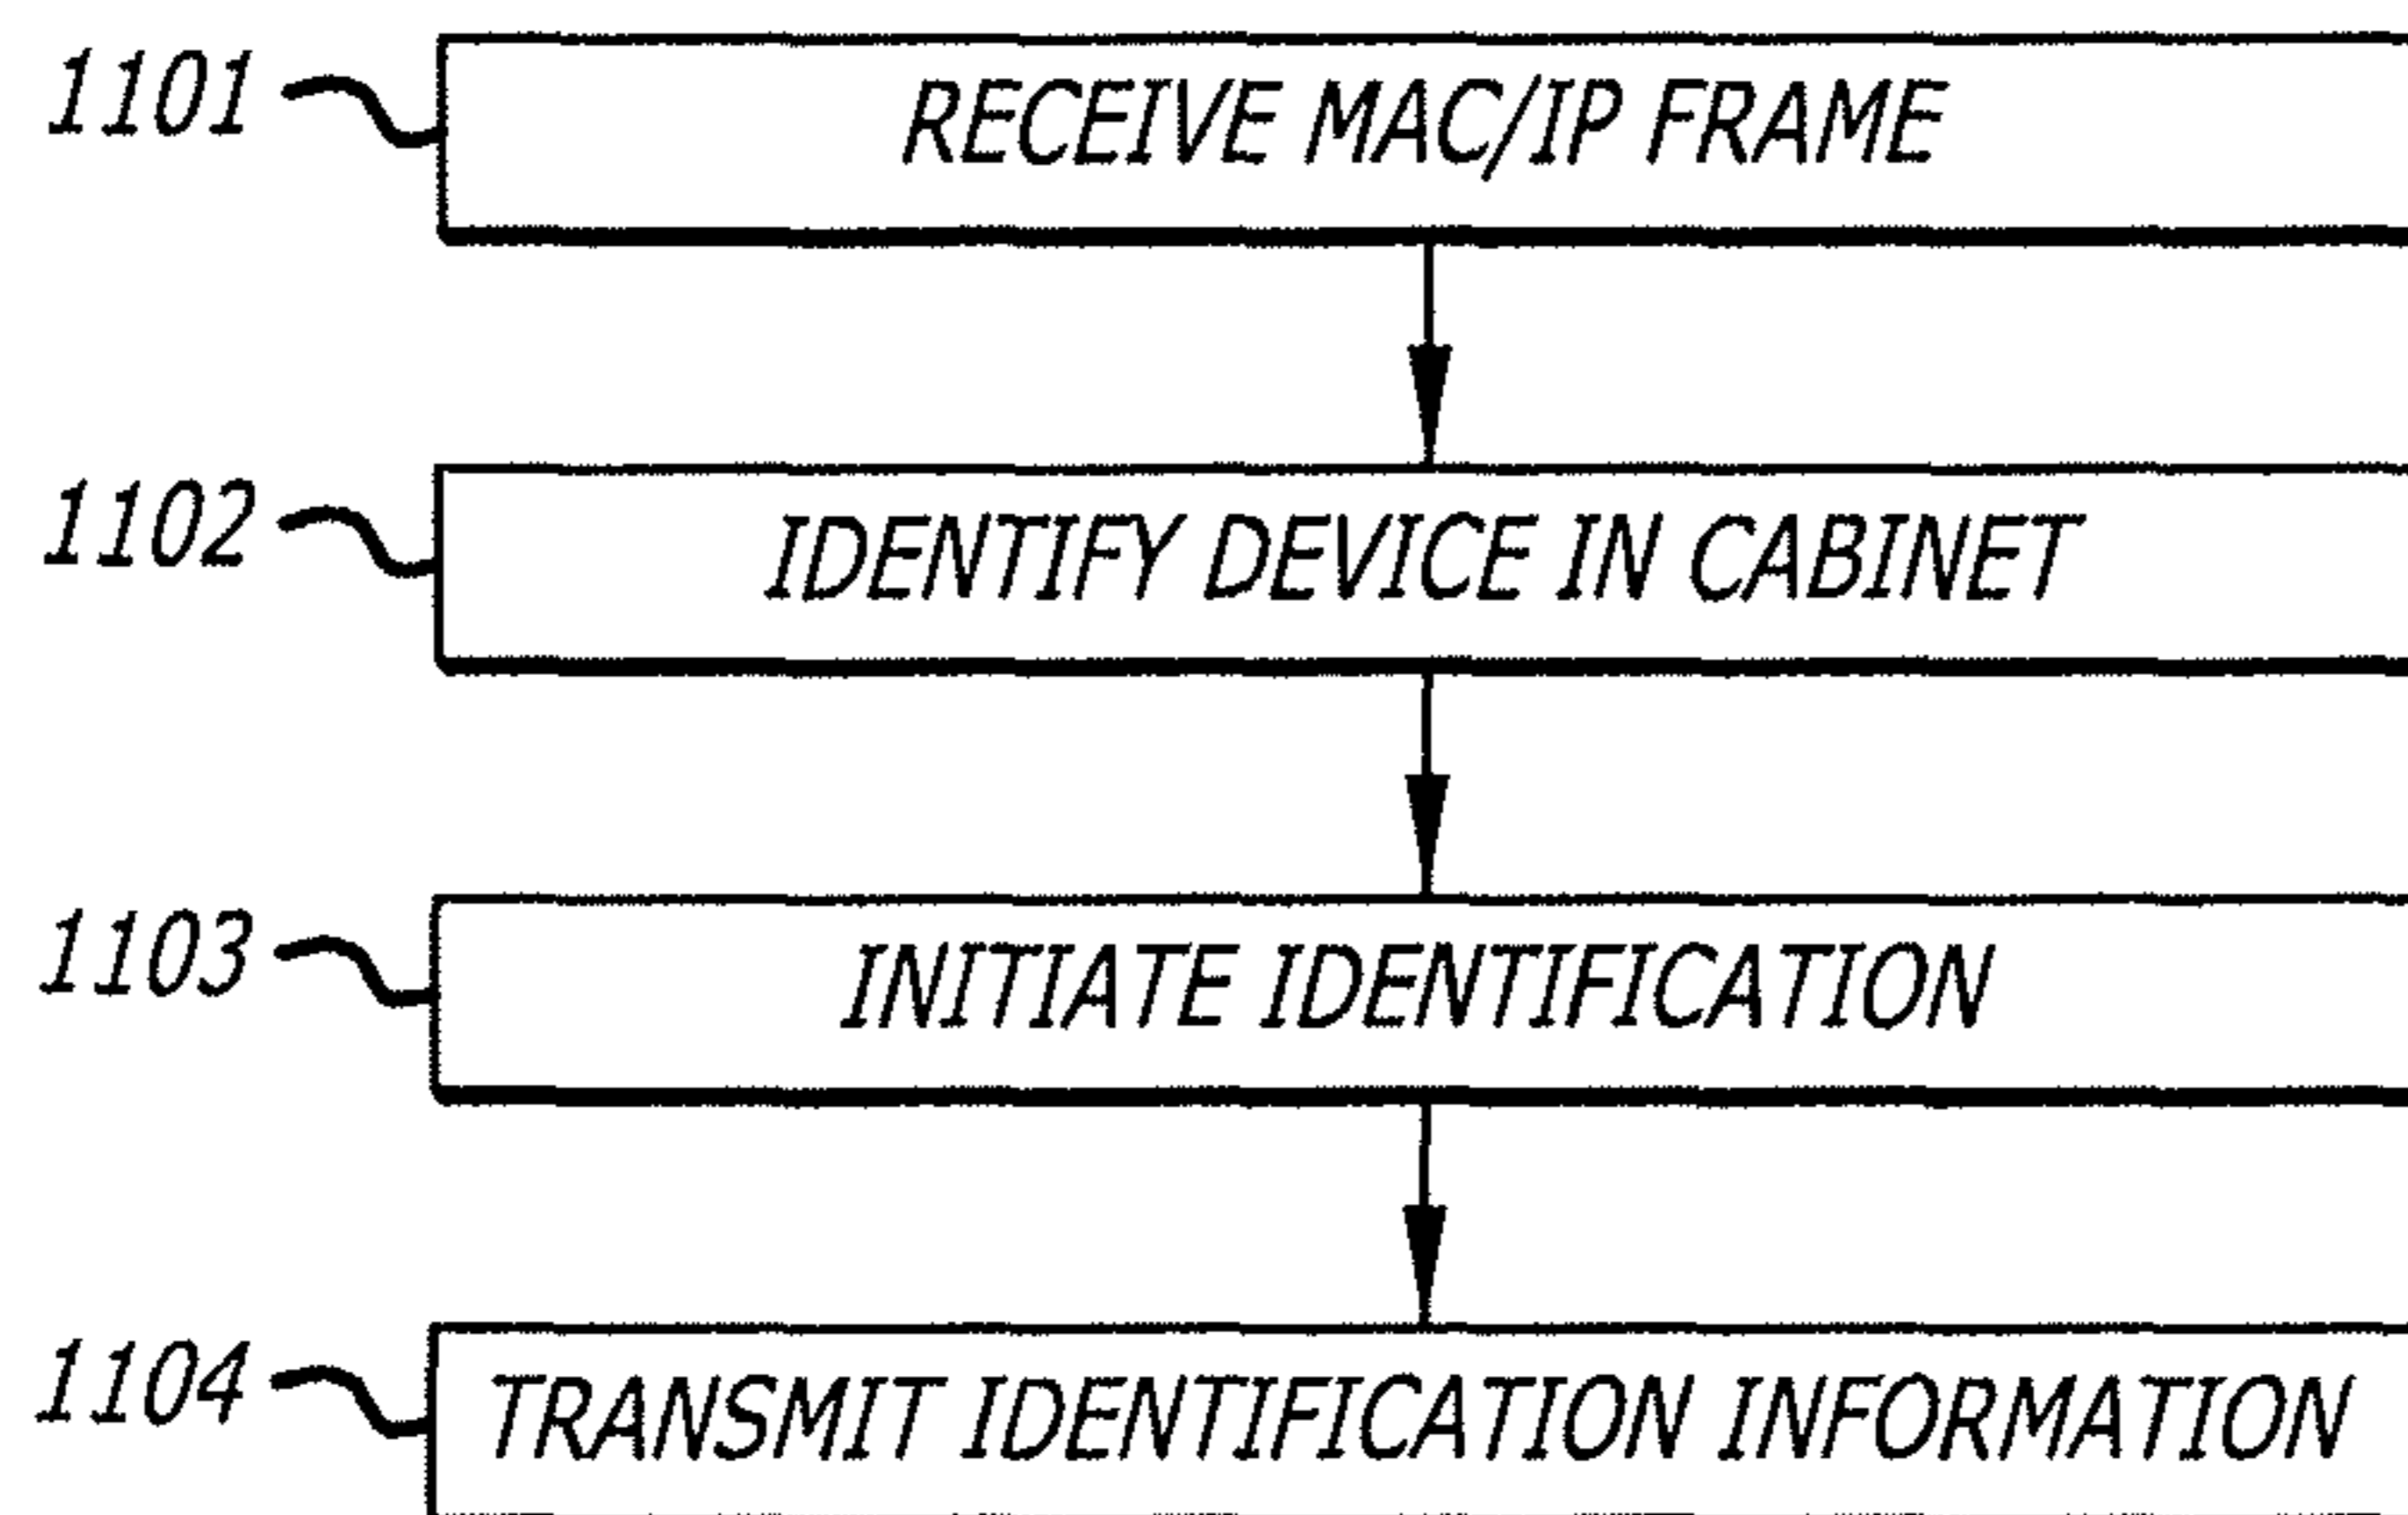 1101 RECEIVE MAC/IP FRAME
1102 IDENTIFY DEVICE IN CABINET
1103 INITIATE IDENTIFICATION
1104 TRANSMIT IDENTIFICATION INFORMATION